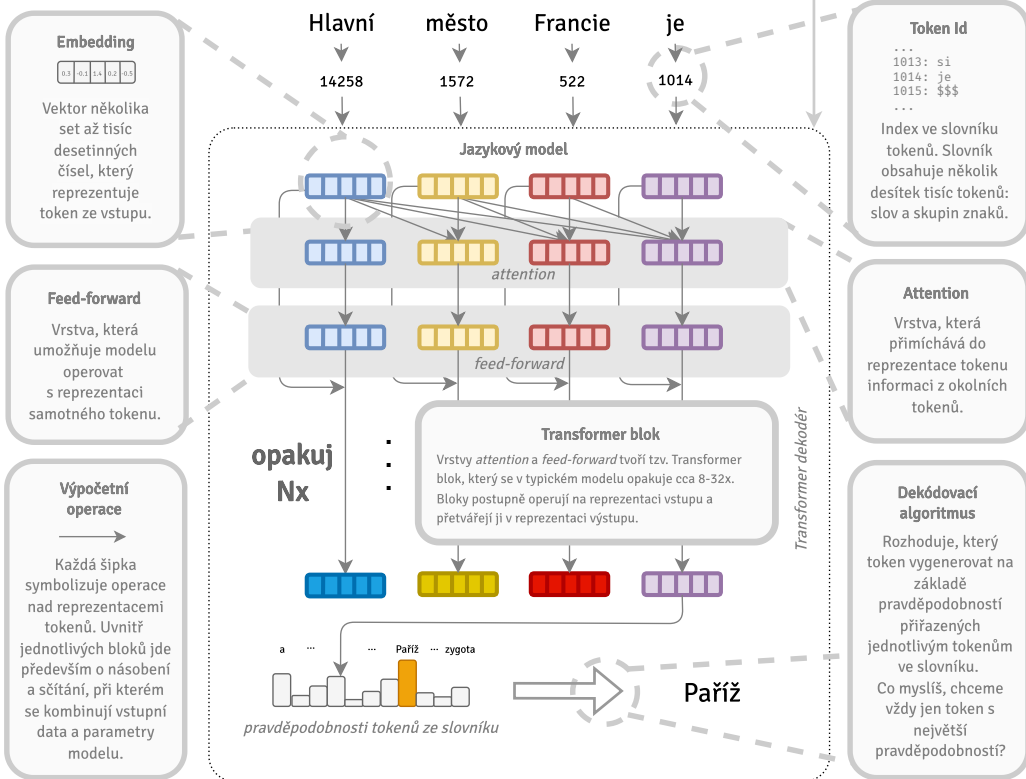 Hlavní město Francie je
14258 1572 522 1014
Embedding
0.3 -0.1 1.4 0.2 -0.5
Vektor několika
set až tisíc
desetinných
čísel, který
reprezentuje
token ze vstupu.
Token Id
...
1013: si
1014: je
1015: $$$
...
Index ve slovníku
tokenů. Slovník
obsahuje několik
desítek tisíc tokenů:
slov a skupin znaků.
Jazykový model
attention
feed-forward
Feed-forward
Vrstva, která
umožňuje modelu
operovat
s reprezentaci
samotného tokenu.
Attention
Vrstva, která
přimíchává do
reprezentace tokenu
informaci z okolních
tokenů.
opakuj
Nx
Transformer blok
Vrstvy attention a feed-forward tvoří tzv. Transformer
blok, který se v typickém modelu opakuje cca 8-32x.
Bloky postupně operují na reprezentaci vstupu a
přetvářejí ji v reprezentaci výstupu.
Transformer dekodér
Výpočetní
operace
Každá šipka
symbolizuje operace
nad reprezentacemi
tokenů. Uvnitř
jednotlivých bloků jde
především o násobení
a sčítání, při kterém
se kombinují vstupní
data a parametry
modelu.
Dekódovací
algoritmus
Rozhoduje, který
token vygenerovat na
základě
pravděpodobností
přiřazených
jednotlivým tokenům
ve slovníku.
Co myslíš, chceme
vždy jen token s
největší
pravděpodobností?
a ... ... Paříž ... zygota
pravděpodobnosti tokenů ze slovníku
Paříž